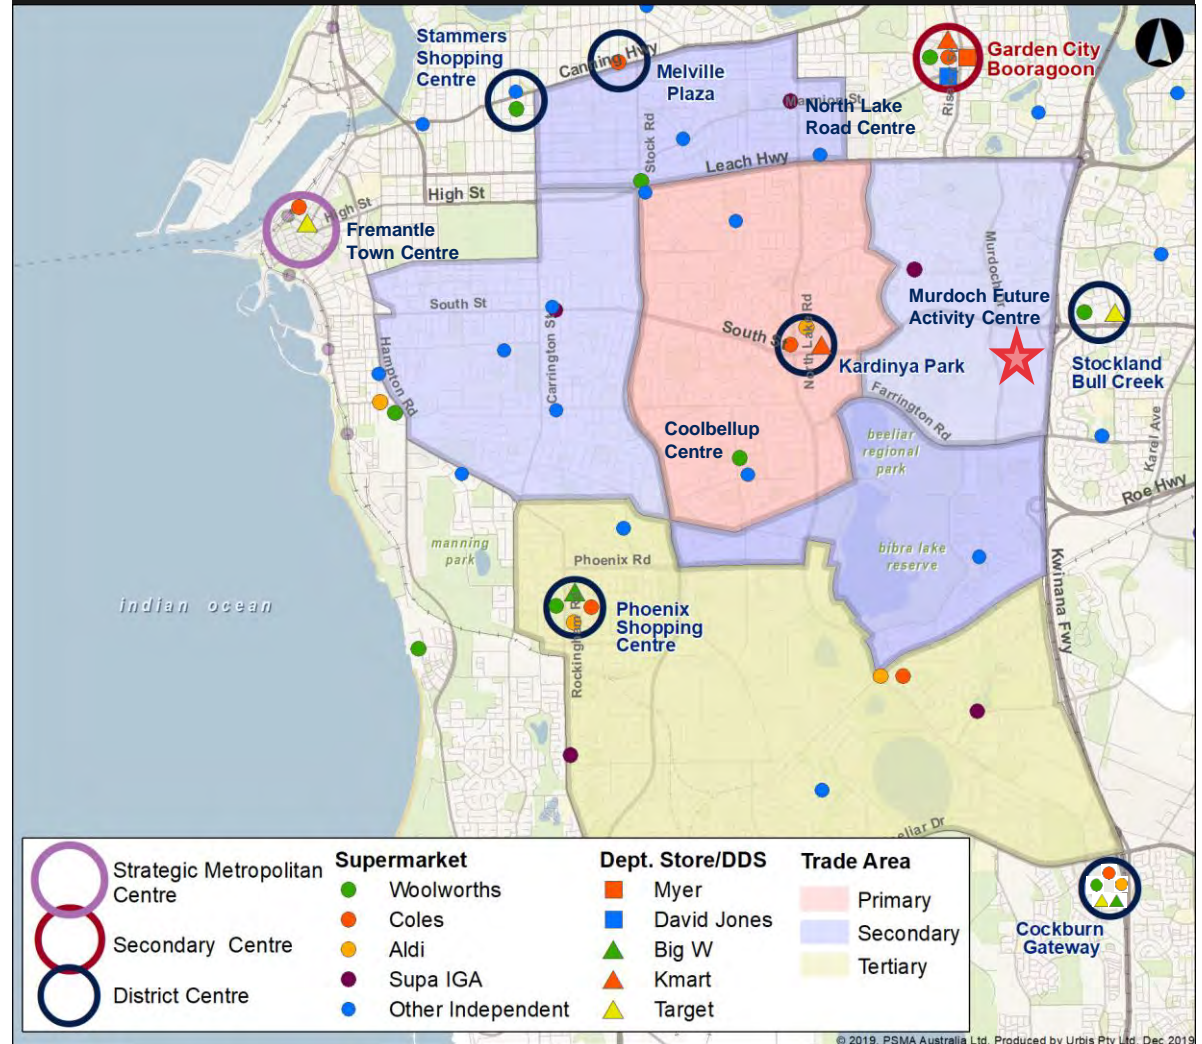 Stammers
Shopping
Centre
Canning Hwy
Melville
Plaza
Garden City
Booragoon
North Lake
Road Centre
Stock Rd
Leach Hwy
High St
High St
Fremantle
Town Centre
South St
Hampton Rd
Carrington St
South St
North Lake Rd
Kardinya Park
Murdoch Future
Activity Centre
Stockland
Bull Creek
Farrington Rd
Karel Ave
Roe Hwy
Coolbellup
Centre
beeliar
regional
park
bibra lake
reserve
manning
park
Phoenix Rd
Phoenix
Shopping
Centre
Kwinana Fwy
indian ocean
Cockburn
Gateway
Strategic Metropolitan
Centre
Secondary Centre
District Centre
Supermarket
Woolworths
Coles
Aldi
Supa IGA
Other Independent
Dept. Store/DDS
Myer
David Jones
Big W
Kmart
Target
Trade Area
Primary
Secondary
Tertiary
© 2019. PSMA Australia Ltd. Produced by Urbis Pty Ltd. Dec 2019